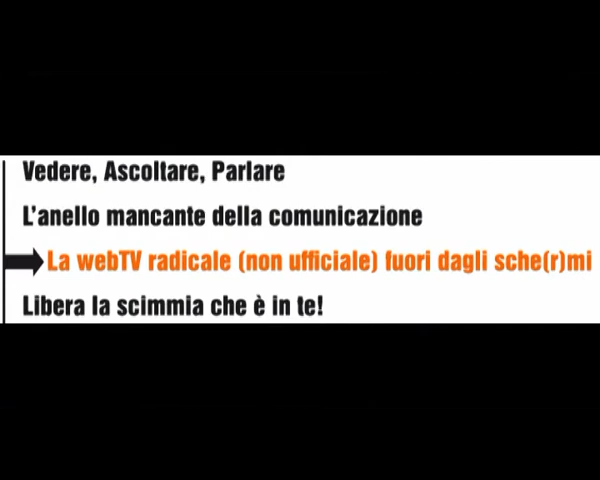 Vedere, Ascoltare, Parlare
L'anello mancante della comunicazione
La webTV radicale (non ufficiale) fuori dagli sche(r)mi
Libera la scimmia che è in te!